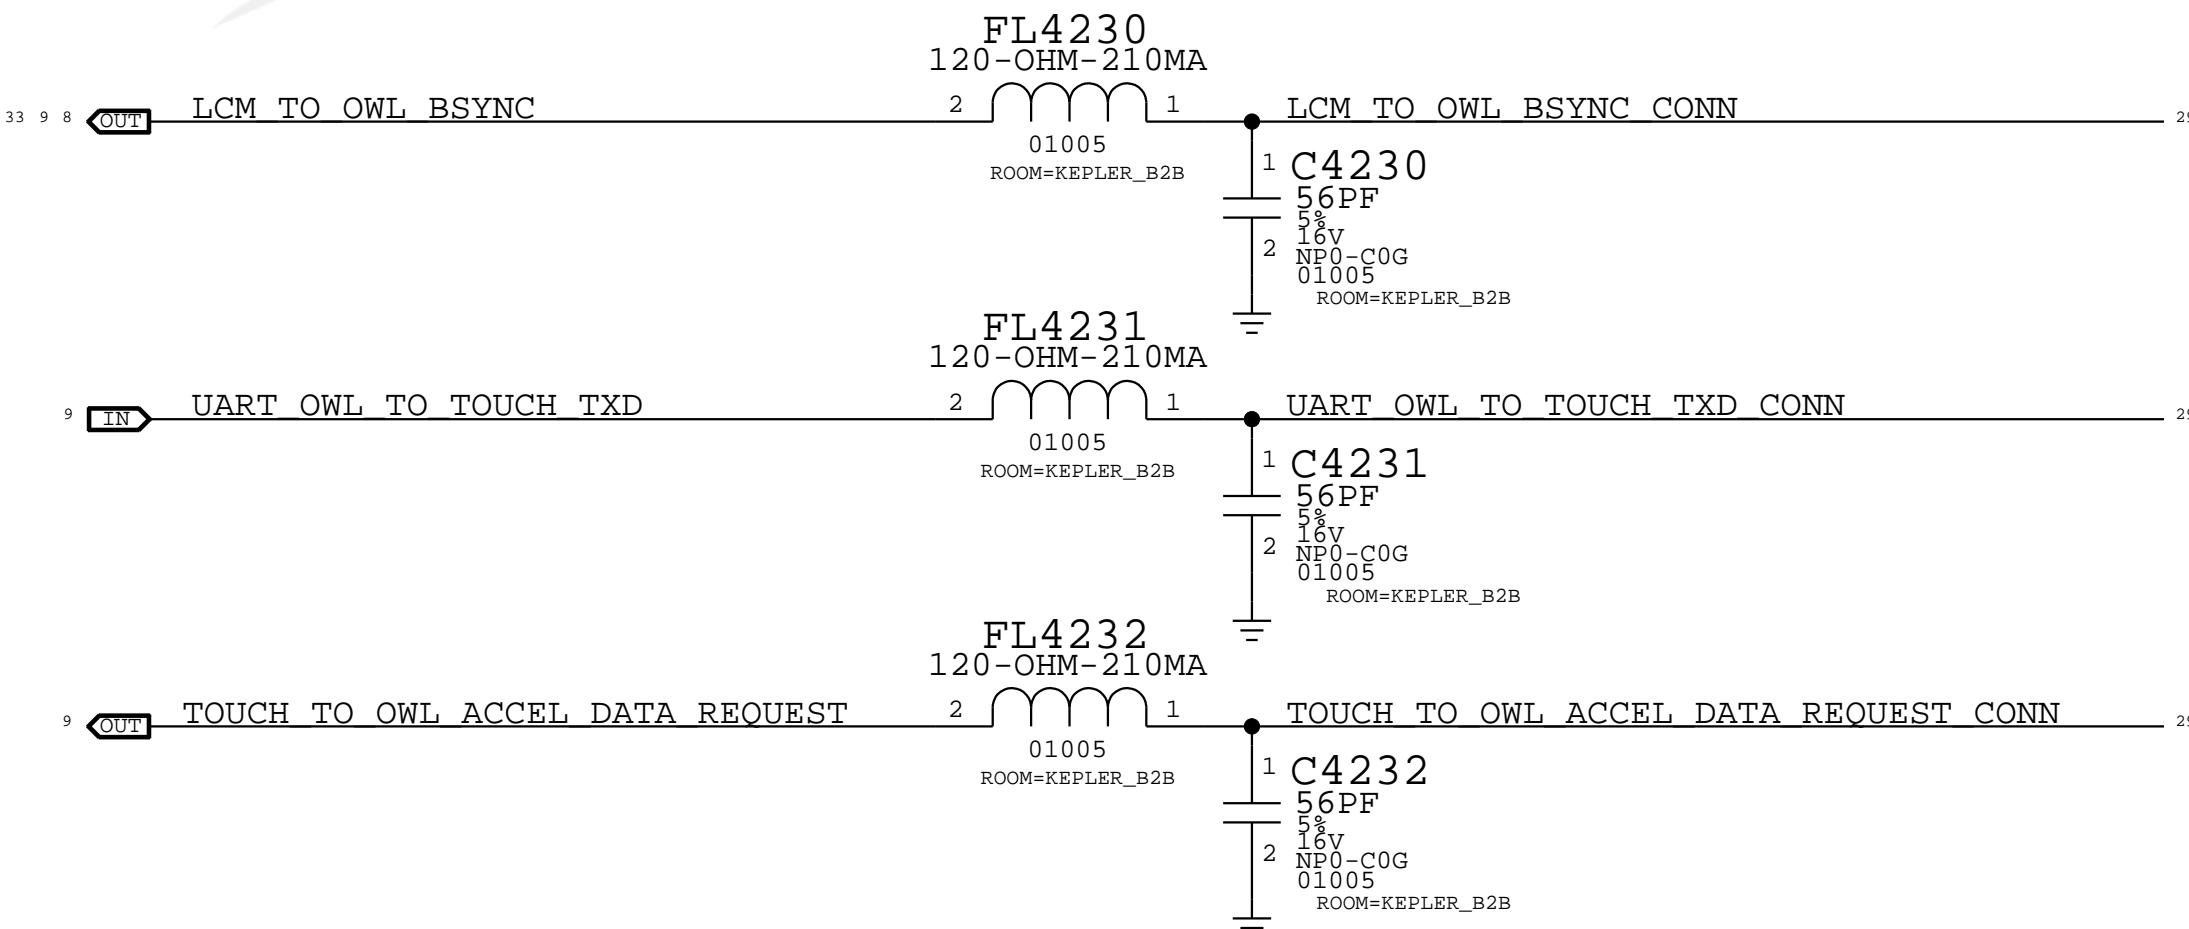 FL4230
120-OHM-210MA
33 9 8 OUT LCM_TO_OWL_BSYNC 2 1 LCM_TO_OWL_BSYNC_CONN
01005
ROOM=KEPLER_B2B
1 C4230
56PF
5%
16V
2 NP0-C0G
01005
ROOM=KEPLER_B2B
FL4231
120-OHM-210MA
9 IN UART_OWL_TO_TOUCH_TXD 2 1 UART_OWL_TO_TOUCH_TXD_CONN
01005
ROOM=KEPLER_B2B
1 C4231
56PF
5%
16V
2 NP0-C0G
01005
ROOM=KEPLER_B2B
FL4232
120-OHM-210MA
9 OUT TOUCH_TO_OWL_ACCEL_DATA_REQUEST 2 1 TOUCH_TO_OWL_ACCEL_DATA_REQUEST_CONN
01005
ROOM=KEPLER_B2B
1 C4232
56PF
5%
16V
2 NP0-C0G
01005
ROOM=KEPLER_B2B